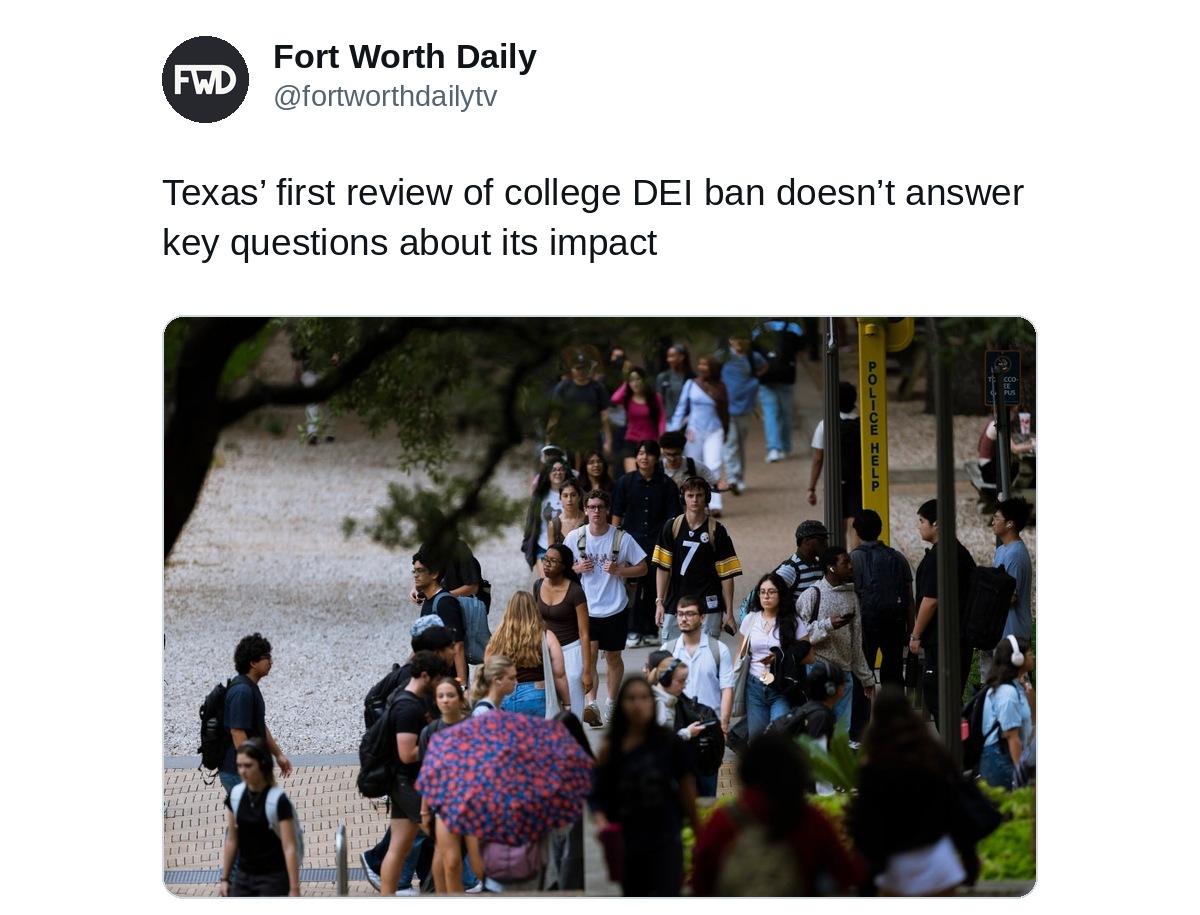 FWD
Fort Worth Daily
@fortworthdailytv
Texas’ first review of college DEI ban doesn’t answer
key questions about its impact
POLICE HELP
7